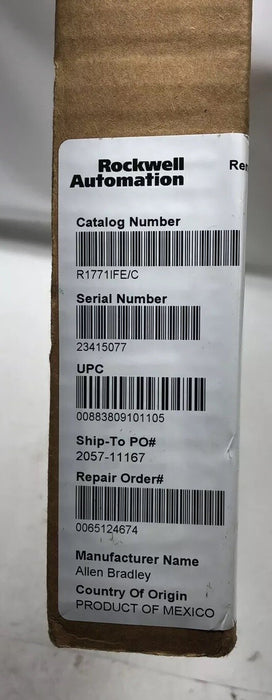 Rockwell
Automation
Catalog Number
R1771IFE/C
Serial Number
23415077
UPC
00883809101105
Ship-To PO#
2057-11167
Repair Order#
0065124674
Manufacturer Name
Allen Bradley
Country Of Origin
PRODUCT OF MEXICO